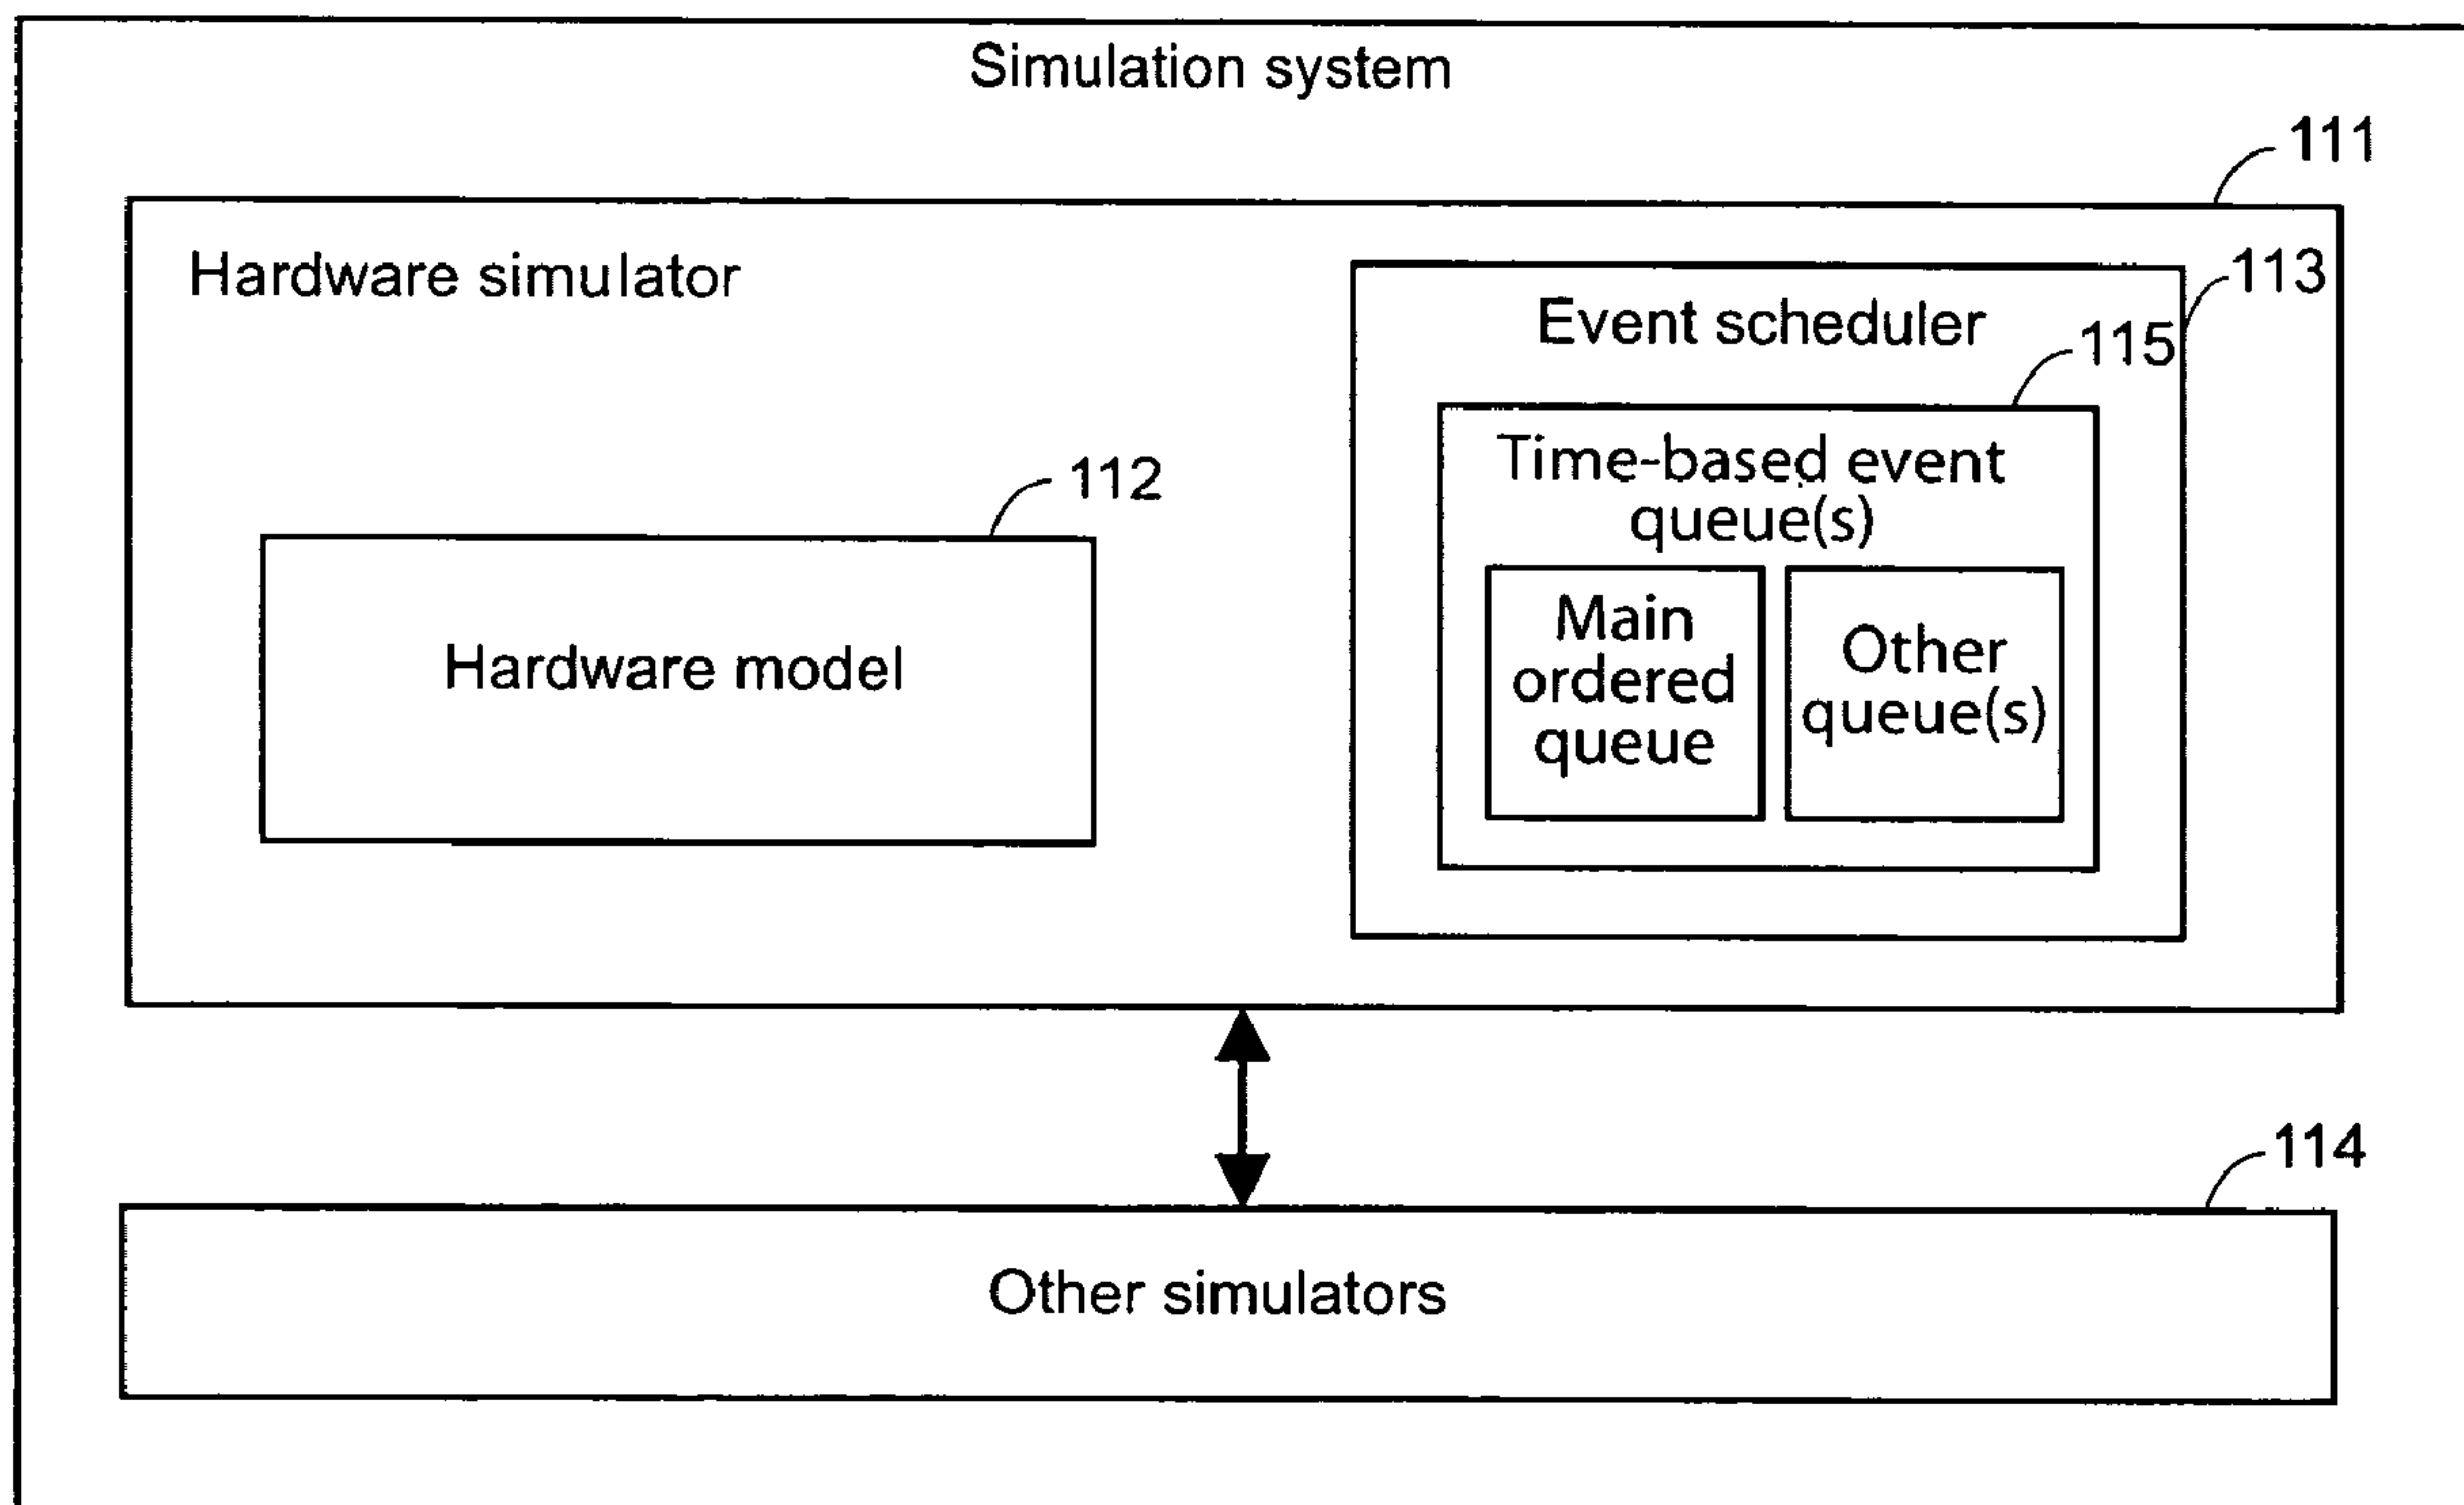 Simulation system
111
Hardware simulator
113
Event scheduler
115
Time-based event
queue(s)
112
Main
ordered
queue
Other
queue(s)
Hardware model
114
Other simulators